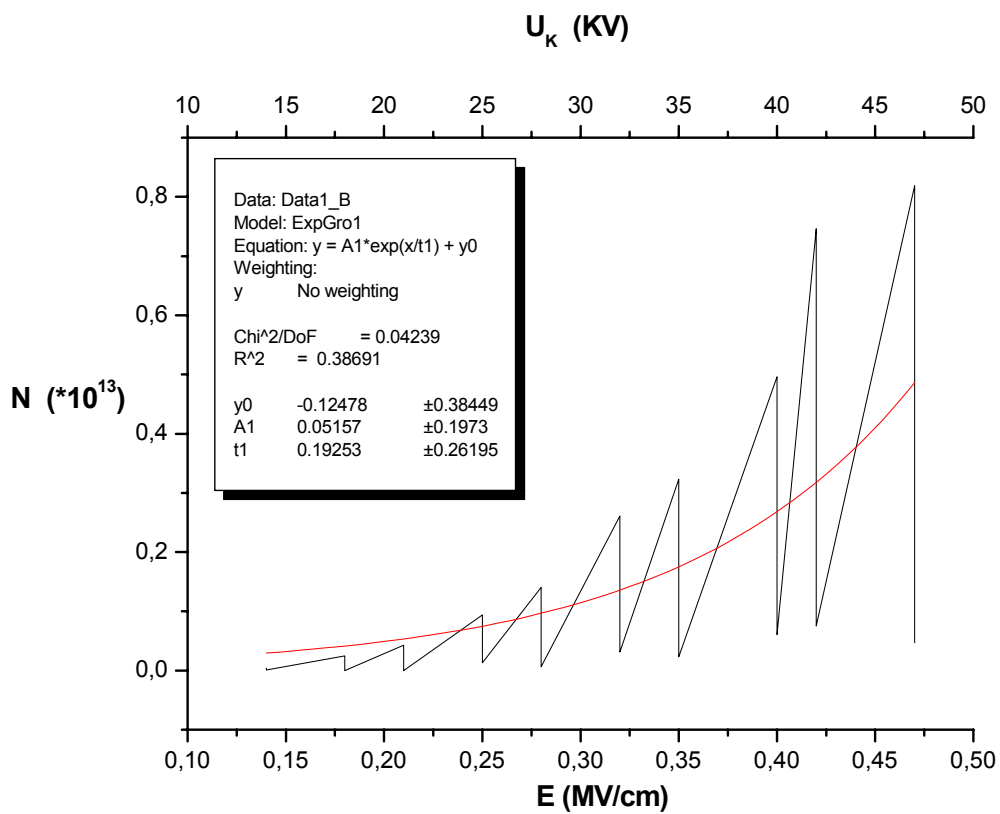 U_K (KV)
10 15 20 25 30 35 40 45 50
0,8
0,6
0,4
0,2
0,0
N (*10^13)
Data: Data1_B
Model: ExpGro1
Equation: y = A1*exp(x/t1) + y0
Weighting:
y No weighting
Chi^2/DoF = 0.04239
R^2 = 0.38691
y0 -0.12478 ±0.38449
A1 0.05157 ±0.1973
t1 0.19253 ±0.26195
0,10 0,15 0,20 0,25 0,30 0,35 0,40 0,45 0,50
E (MV/cm)